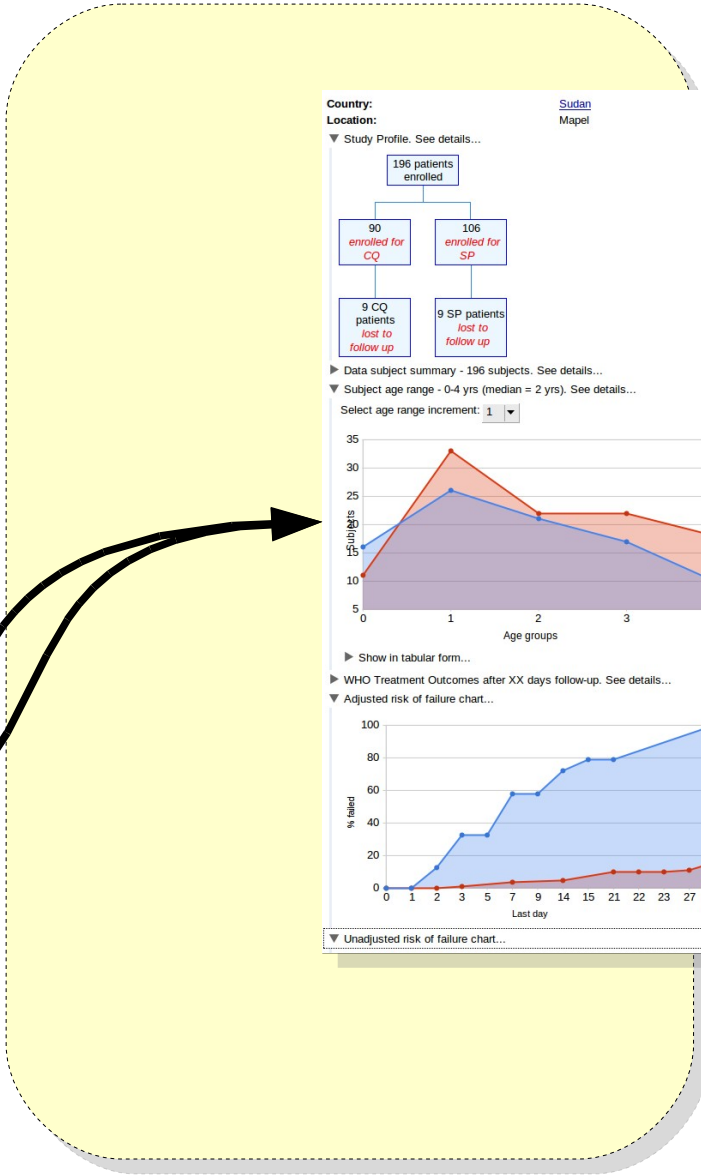 Country: Sudan
Location: Mapel
Study Profile. See details...
196 patients
enrolled
90
enrolled for
CQ
106
enrolled for
SP
9 CQ
patients
lost to
follow up
9 SP patients
lost to
follow up
Data subject summary - 196 subjects. See details...
Subject age range - 0-4 yrs (median = 2 yrs). See details...
Select age range increment: 1
35
30
25
20
15
10
5
Subjects
0 1 2 3
Age groups
Show in tabular form...
WHO Treatment Outcomes after XX days follow-up. See details...
Adjusted risk of failure chart...
100
80
60
40
20
0
% failed
0 1 2 3 5 7 9 14 15 21 22 23 27
Last day
Unadjusted risk of failure chart...